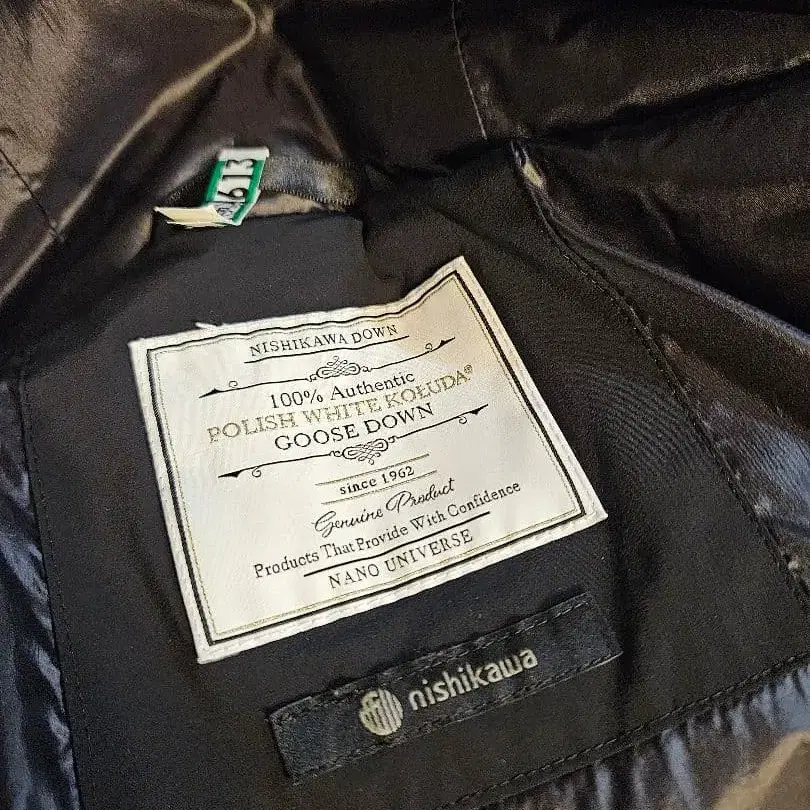 613
NISHIKAWA DOWN
100% Authentic
POLISH WHITE KOŁUDA®
GOOSE DOWN
since 1962
Genuine Product
Products That Provide With Confidence
NANO UNIVERSE
nishikawa